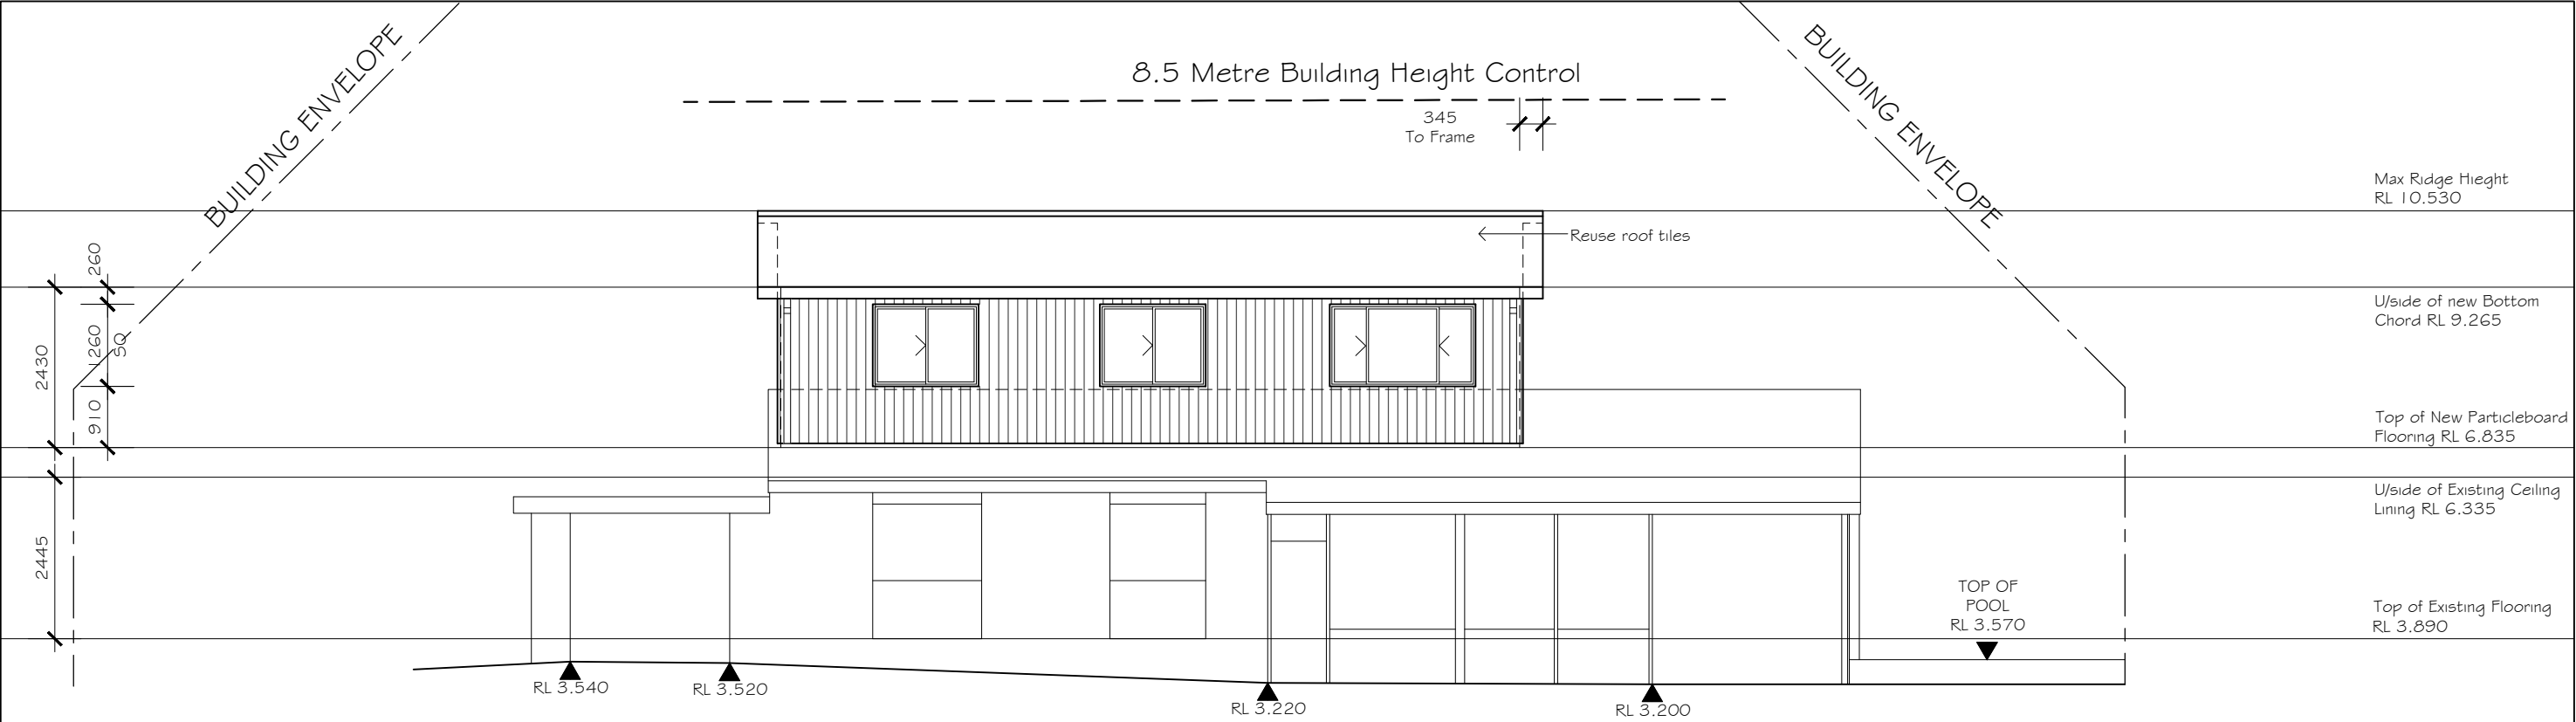 BUILDING ENVELOPE
8.5 Metre Building Height Control
BUILDING ENVELOPE
345
To Frame
Max Ridge Hieght
RL 10.530
Reuse roof tiles
260
U/side of new Bottom
Chord RL 9.265
2430
1260
50
910
Top of New Particleboard
Flooring RL 6.835
U/side of Existing Ceiling
Lining RL 6.335
2445
TOP OF
POOL
RL 3.570
Top of Existing Flooring
RL 3.890
RL 3.540
RL 3.520
RL 3.220
RL 3.200